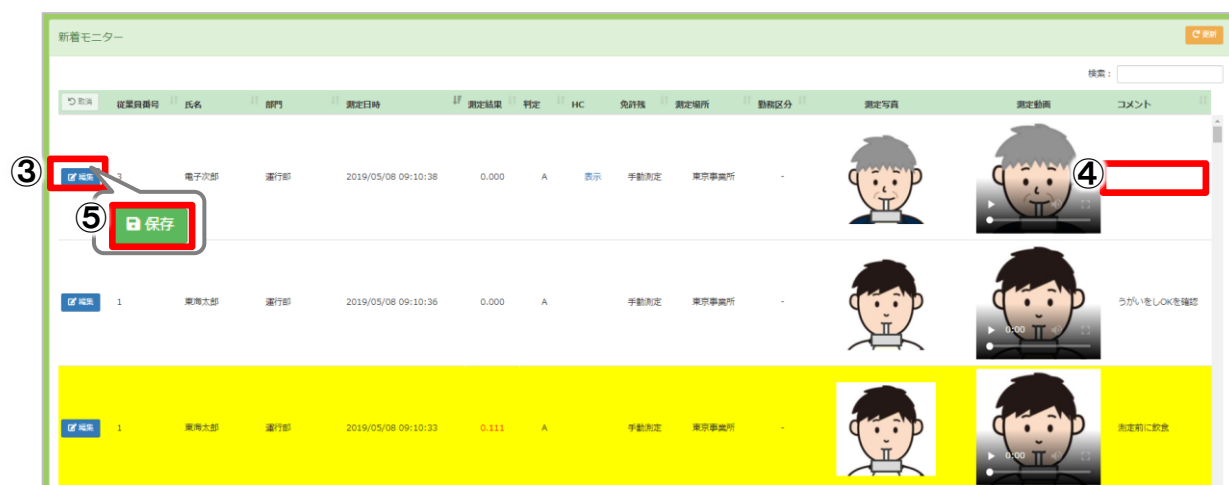 新着モニター
更新
検索：
取消 従業員番号 氏名 部門 測定日時 測定結果 判定 HC 免許残 測定場所 勤務区分 測定写真 測定動画 コメント
③ 編集 3 電子次郎 運行部 2019/05/08 09:10:38 0.000 A 表示 手動測定 東京事業所 - ④
⑤ 保存
編集 1 東海太郎 運行部 2019/05/08 09:10:36 0.000 A 手動測定 東京事業所 - 0:00 うがいをしOKを確認
編集 1 東海太郎 運行部 2019/05/08 09:10:33 0.111 A 手動測定 東京事業所 - 0:00 測定前に飲食